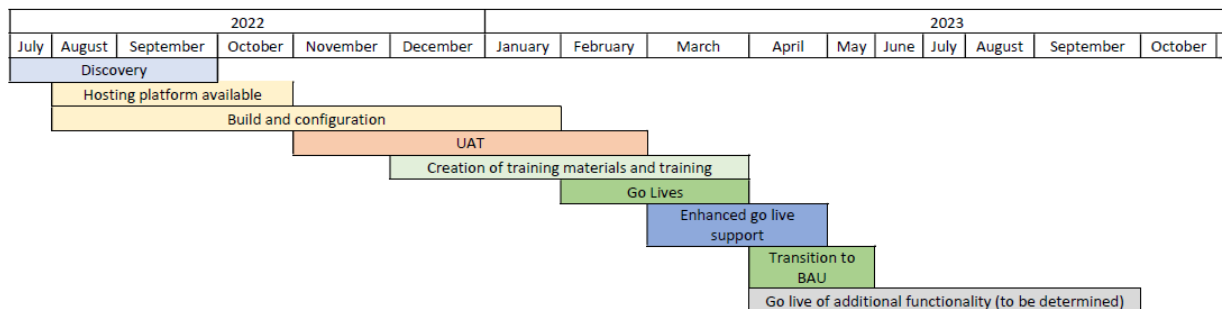 2022 2023
July August September October November December January February March April May June July August September October
Discovery
Hosting platform available
Build and configuration
UAT
Creation of training materials and training
Go Lives
Enhanced go live
support
Transition to
BAU
Go live of additional functionality (to be determined)